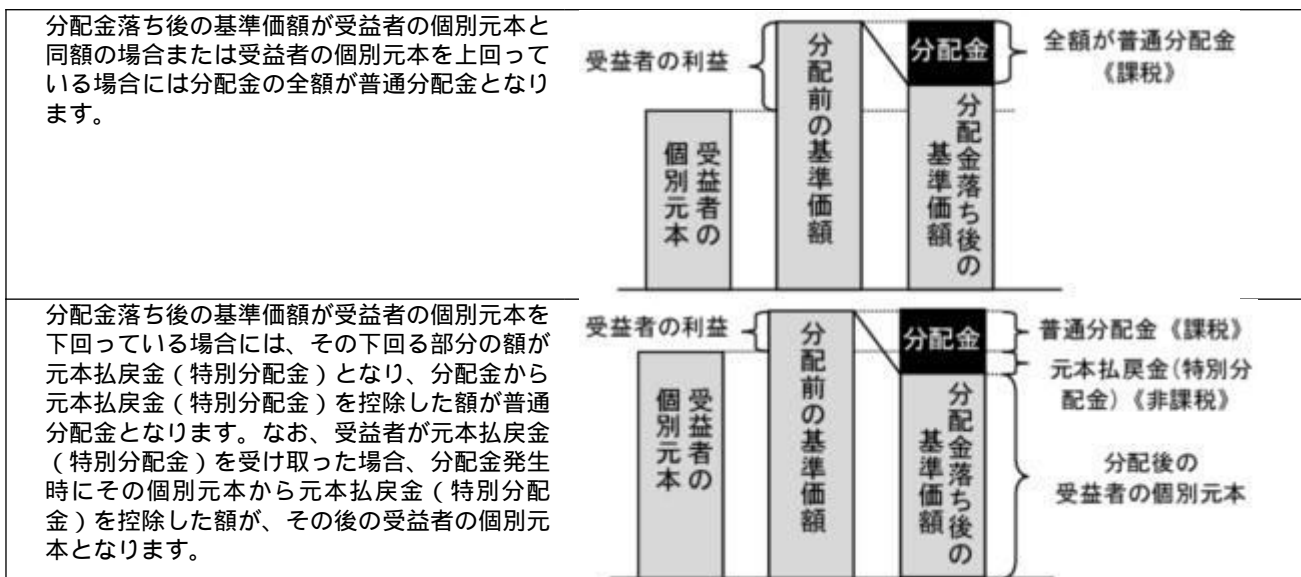 分配金落ち後の基準価額が受益者の個別元本と
同額の場合または受益者の個別元本を上回って
いる場合には分配金の全額が普通分配金となり
ます。
受益者の利益
受益者の
個別元本
分配前の基準価額
分配金
分配金落ち後の
基準価額
全額が普通分配金
《課税》
分配金落ち後の基準価額が受益者の個別元本を
下回っている場合には、その下回る部分の額が
元本払戻金（特別分配金）となり、分配金から
元本払戻金（特別分配金）を控除した額が普通
分配金となります。なお、受益者が元本払戻金
（特別分配金）を受け取った場合、分配金発生
時にその個別元本から元本払戻金（特別分配
金）を控除した額が、その後の受益者の個別元
本となります。
受益者の利益
受益者の
個別元本
分配前の基準価額
分配金
分配金落ち後の
基準価額
普通分配金《課税》
元本払戻金(特別分
配金)《非課税》
分配後の
受益者の個別元本